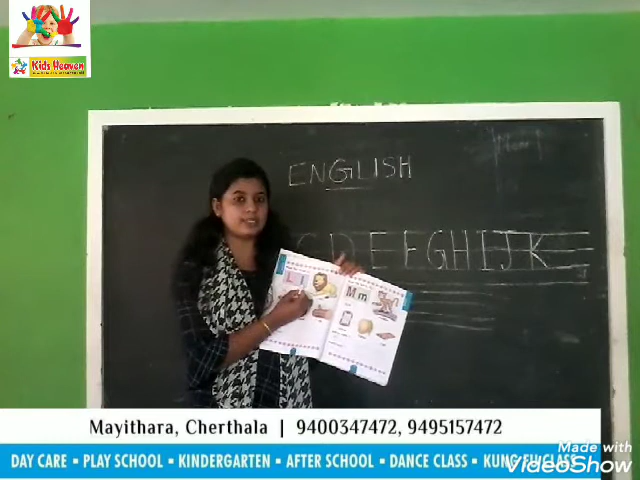 Kids Heaven
ENGLISH
C D E F G H I J K
L l
M m
Mayithara, Cherthala | 9400347472, 9495157472
DAY CARE ▪ PLAY SCHOOL ▪ KINDERGARTEN ▪ AFTER SCHOOL ▪ DANCE CLASS ▪ KUNG FU CLASS
Made with
VideoShow